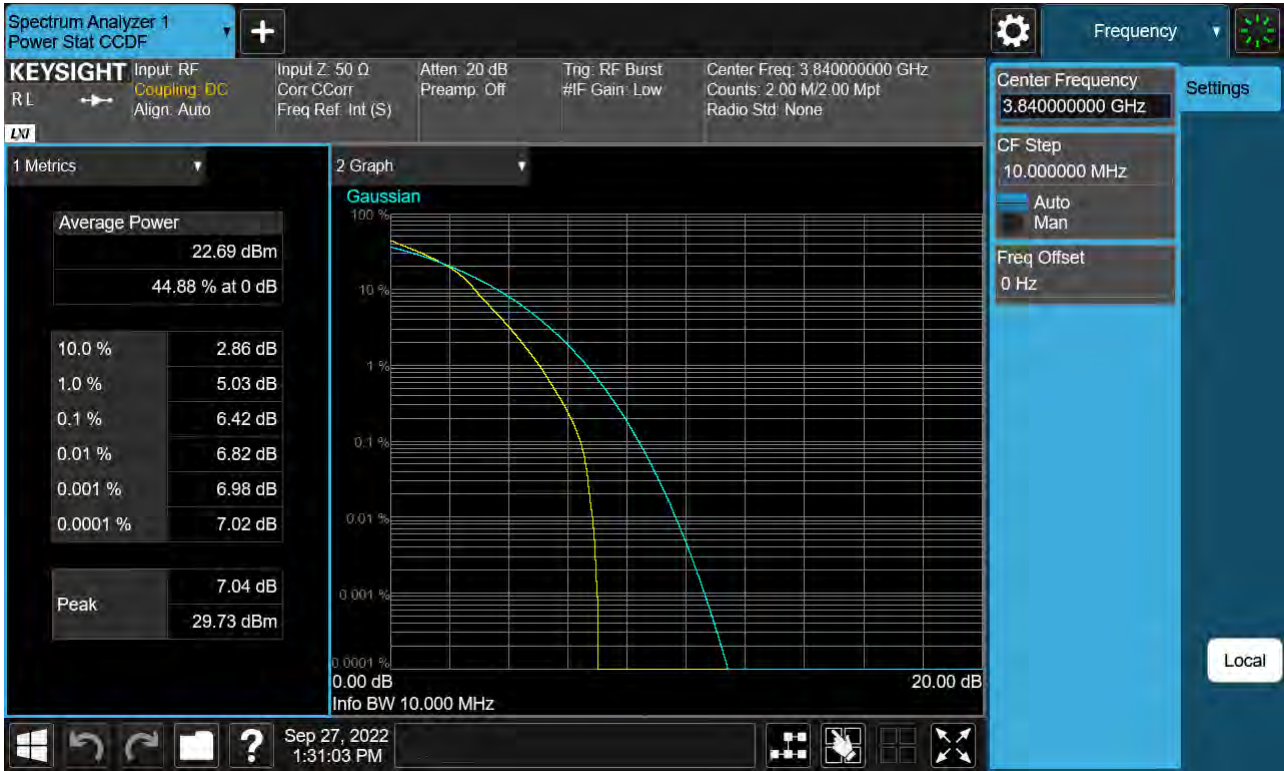 Spectrum Analyzer 1
Power Stat CCDF
+
Frequency
KEYSIGHT
RL
LXI
Input: RF
Coupling: DC
Align: Auto
Input Z: 50 Ω
Corr CCorr
Freq Ref: Int (S)
Atten: 20 dB
Preamp: Off
Trig: RF Burst
#IF Gain: Low
Center Freq: 3.840000000 GHz
Counts: 2.00 M/2.00 Mpt
Radio Std: None
Center Frequency
3.840000000 GHz
Settings
CF Step
10.000000 MHz
Auto
Man
Freq Offset
0 Hz
Local
1 Metrics
Average Power
22.69 dBm
44.88 % at 0 dB
10.0 % 2.86 dB
1.0 % 5.03 dB
0.1 % 6.42 dB
0.01 % 6.82 dB
0.001 % 6.98 dB
0.0001 % 7.02 dB
Peak
7.04 dB
29.73 dBm
2 Graph
Gaussian
100 %
10 %
1 %
0.1 %
0.01 %
0.001 %
0.0001 %
0.00 dB 20.00 dB
Info BW 10.000 MHz
?
Sep 27, 2022
1:31:03 PM